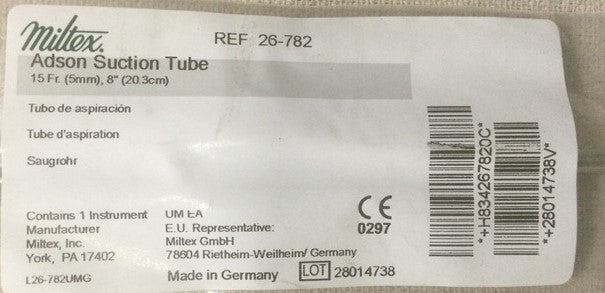 Miltex.
REF 26-782
Adson Suction Tube
15 Fr. (5mm), 8" (20.3cm)
Tubo de aspiración
Tube d'aspiration
Saugrohr
Contains 1 Instrument
Manufacturer
Miltex, Inc.
York, PA 17402
L26-782UMG
UM EA
E.U. Representative:
Miltex GmbH
78604 Rietheim-Weilheim/ Germany
Made in Germany
LOT 28014738
CE
0297
*+H834267820C*
*+28014738V*